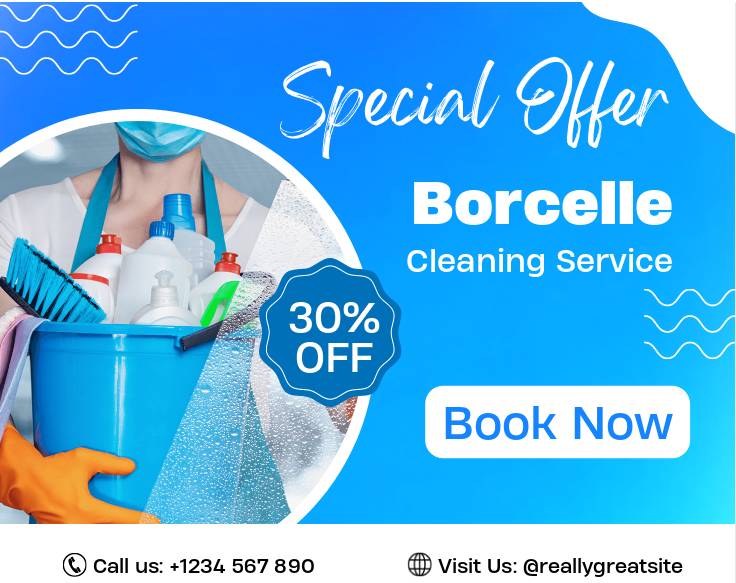 Special Offer
Borcelle
Cleaning Service
30%
OFF
Book Now
Call us: +1234 567 890
Visit Us: @reallygreatsite